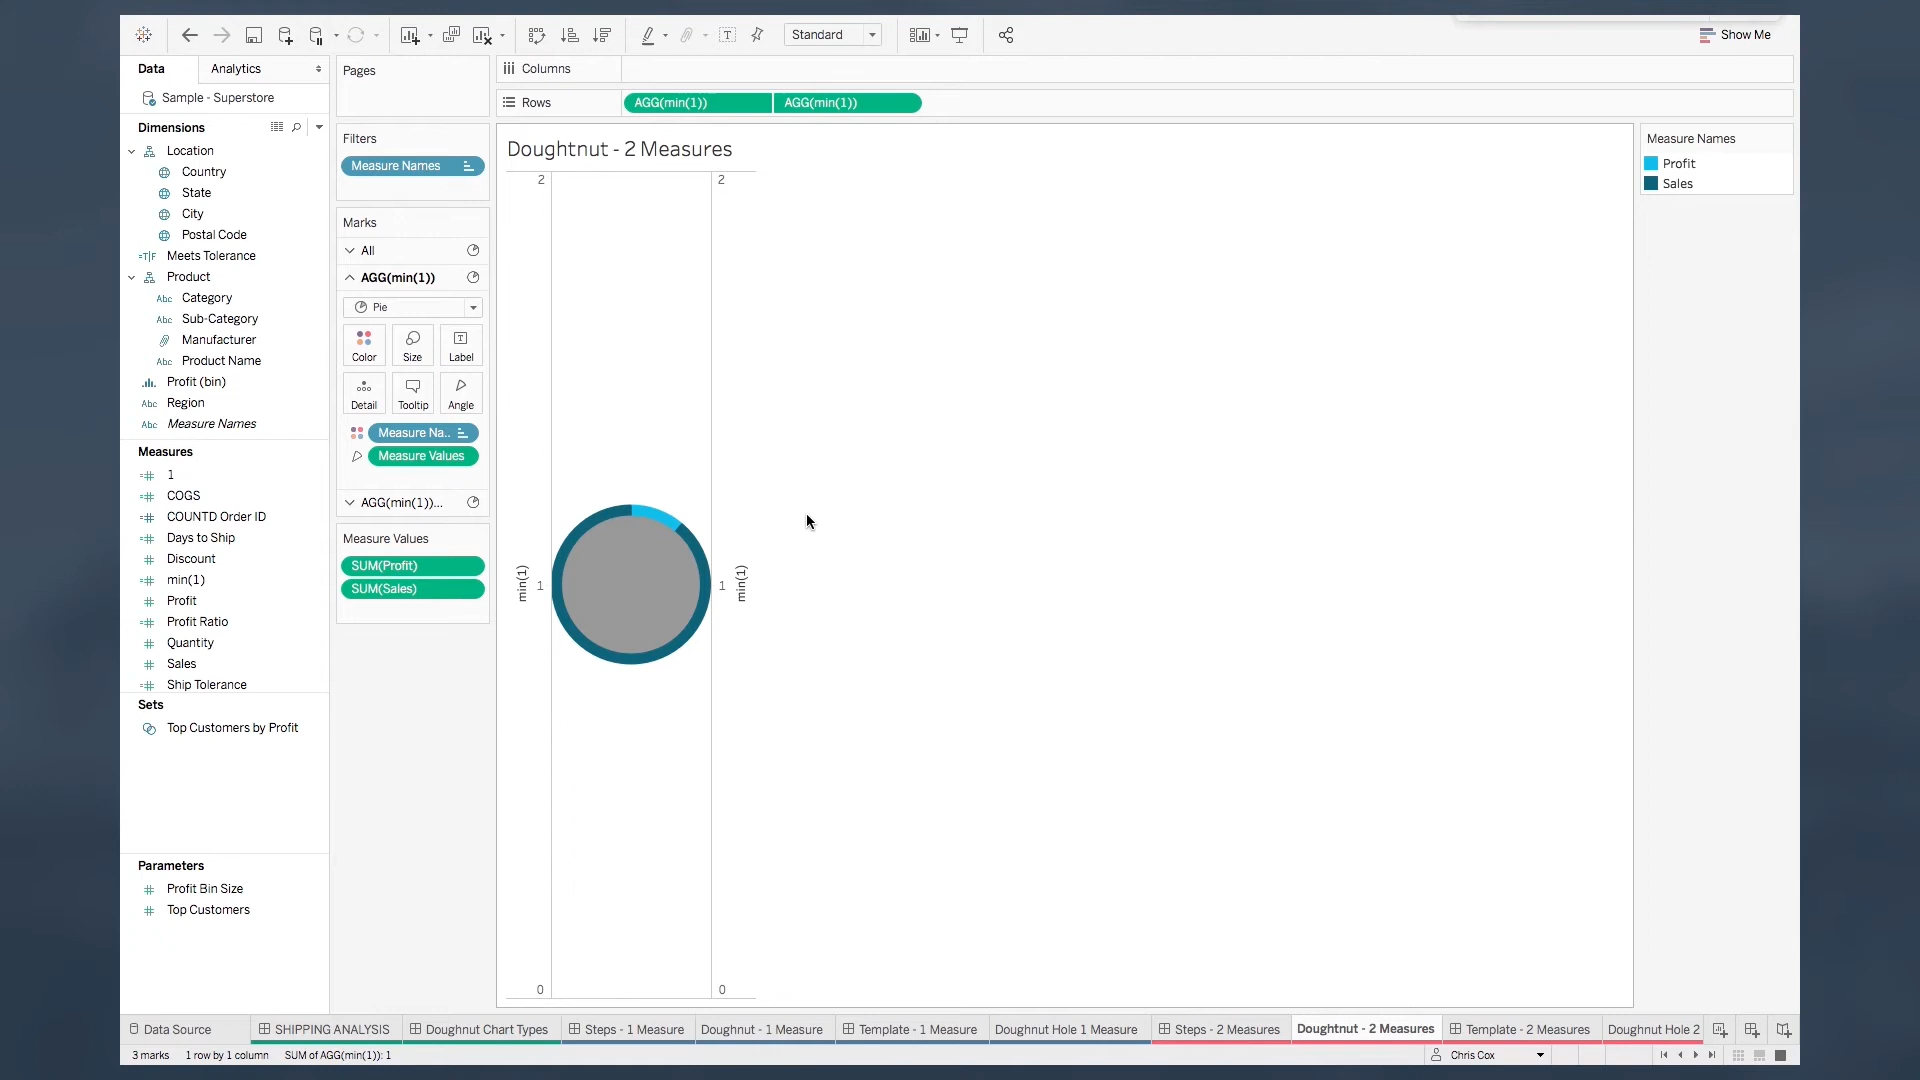 Standard
Show Me
Data
Analytics
Sample - Superstore
Dimensions
Location
Country
State
City
Postal Code
=T|F Meets Tolerance
Product
Abc Category
Abc Sub-Category
Manufacturer
Abc Product Name
Profit (bin)
Abc Region
Abc Measure Names
Measures
=# 1
=# COGS
=# COUNTD Order ID
=# Days to Ship
# Discount
=# min(1)
# Profit
=# Profit Ratio
# Quantity
# Sales
=# Ship Tolerance
Sets
Top Customers by Profit
Parameters
# Profit Bin Size
# Top Customers
Pages
Filters
Measure Names
Marks
All
AGG(min(1))
Pie
Color
Size
Label
Detail
Tooltip
Angle
Measure Na..
Measure Values
AGG(min(1))...
Measure Values
SUM(Profit)
SUM(Sales)
Columns
Rows
AGG(min(1))
AGG(min(1))
Doughtnut - 2 Measures
2
2
min(1)
1
1
min(1)
0
0
Measure Names
Profit
Sales
Data Source
SHIPPING ANALYSIS
Doughnut Chart Types
Steps - 1 Measure
Doughnut - 1 Measure
Template - 1 Measure
Doughnut Hole 1 Measure
Steps - 2 Measures
Doughtnut - 2 Measures
Template - 2 Measures
Doughnut Hole 2
3 marks
1 row by 1 column
SUM of AGG(min(1)): 1
Chris Cox